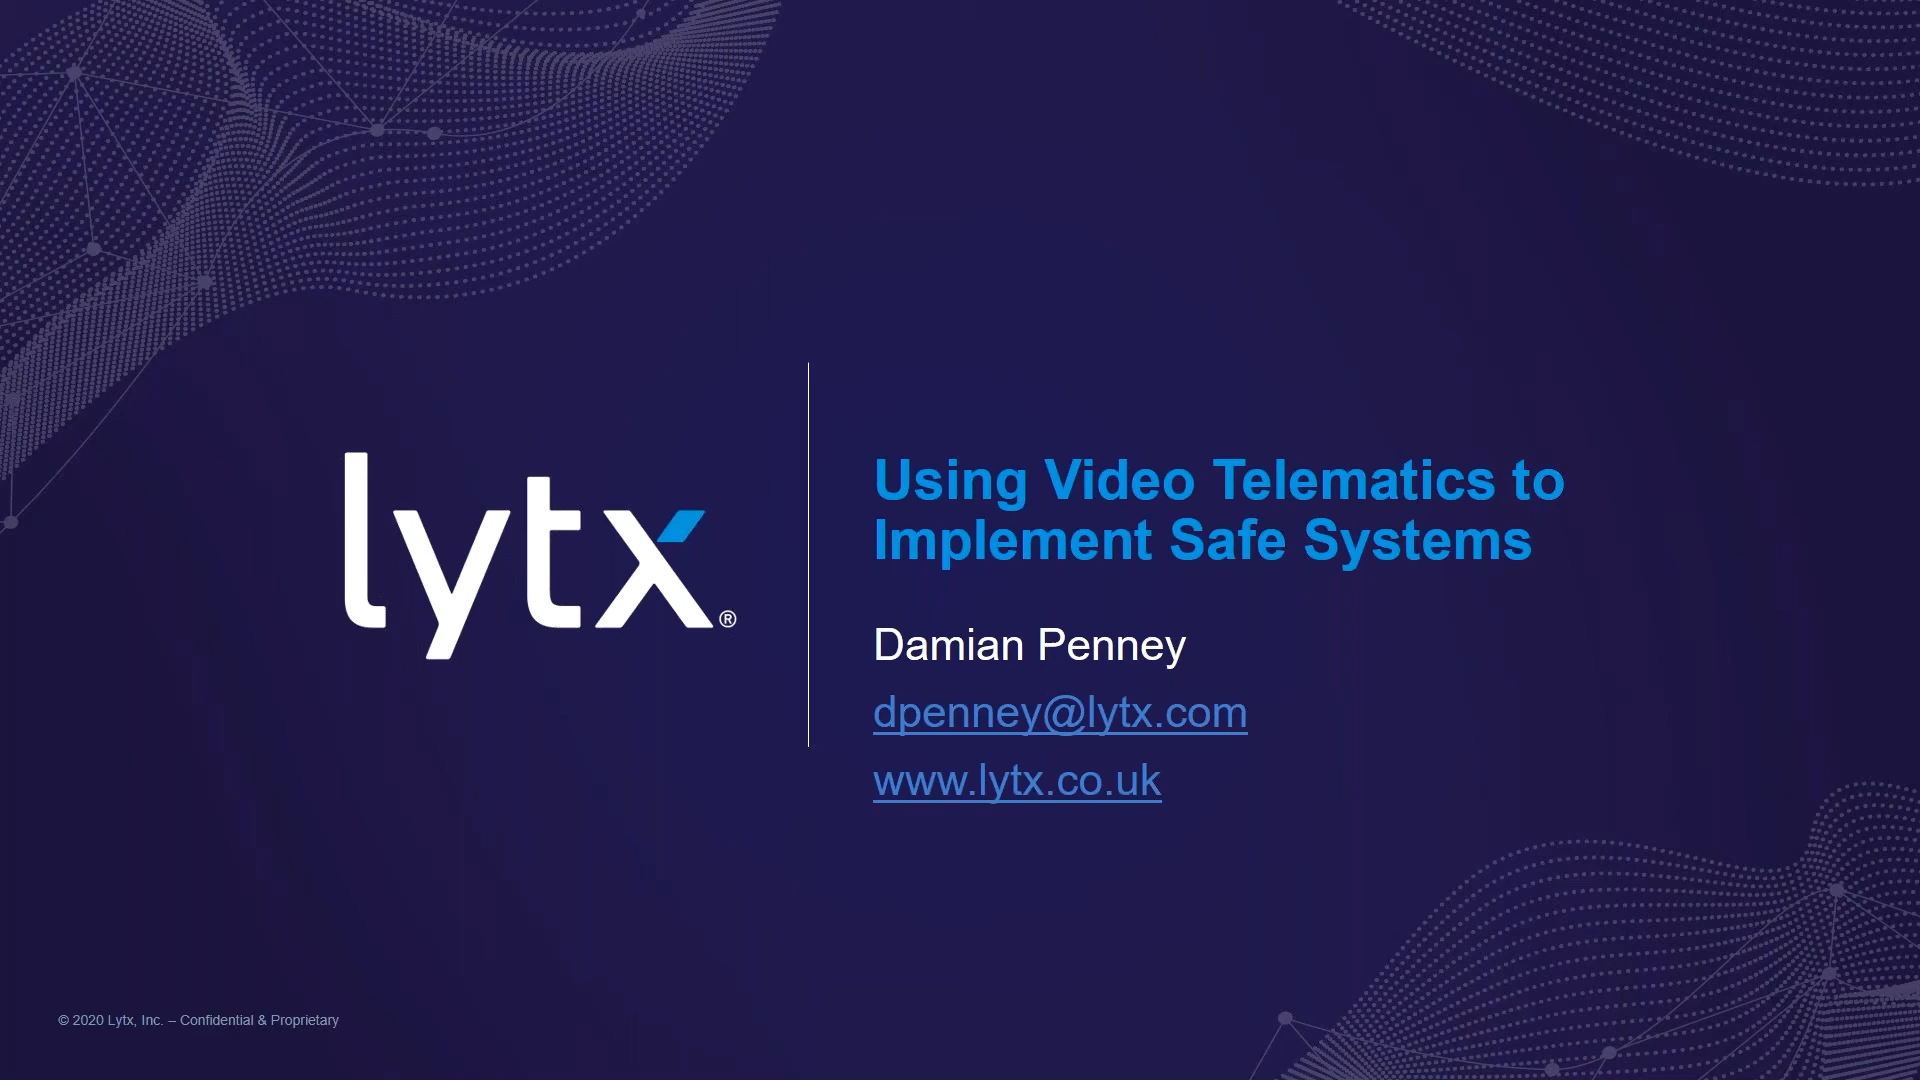 lytx®
Using Video Telematics to
Implement Safe Systems
Damian Penney
dpenney@lytx.com
www.lytx.co.uk
© 2020 Lytx, Inc. – Confidential & Proprietary